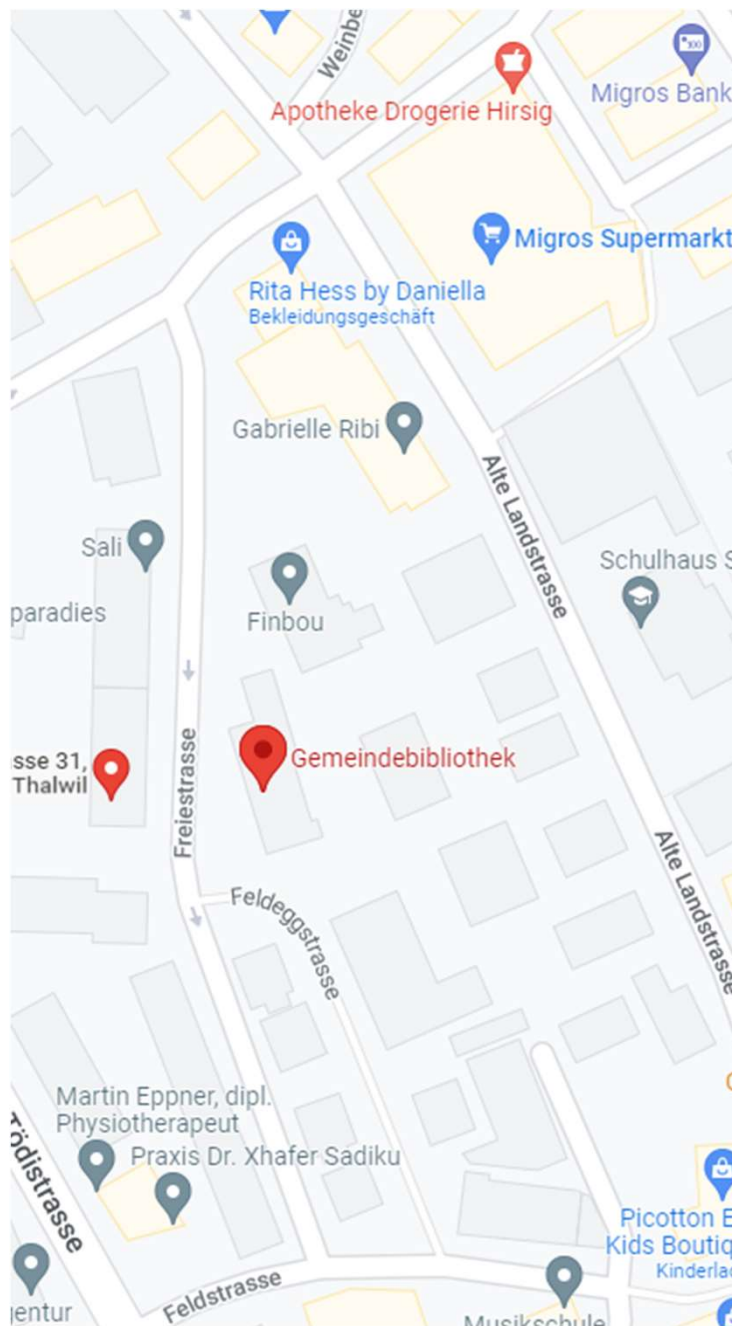 Weinbe
Apotheke Drogerie Hirsig
Migros Bank
Migros Supermarkt
Rita Hess by Daniella
Bekleidungsgeschäft
Gabrielle Ribi
Alte Landstrasse
Sali
Schulhaus S
paradies
Finbou
Freiestrasse
sse 31,
Thalwil
Gemeindebibliothek
Alte Landstrasse
Feldeggstrasse
Martin Eppner, dipl.
Physiotherapeut
Praxis Dr. Xhafer Sadiku
Tödistrasse
Picotton E
Kids Boutiq
Kinderlad
Feldstrasse
gentur
Musikschule